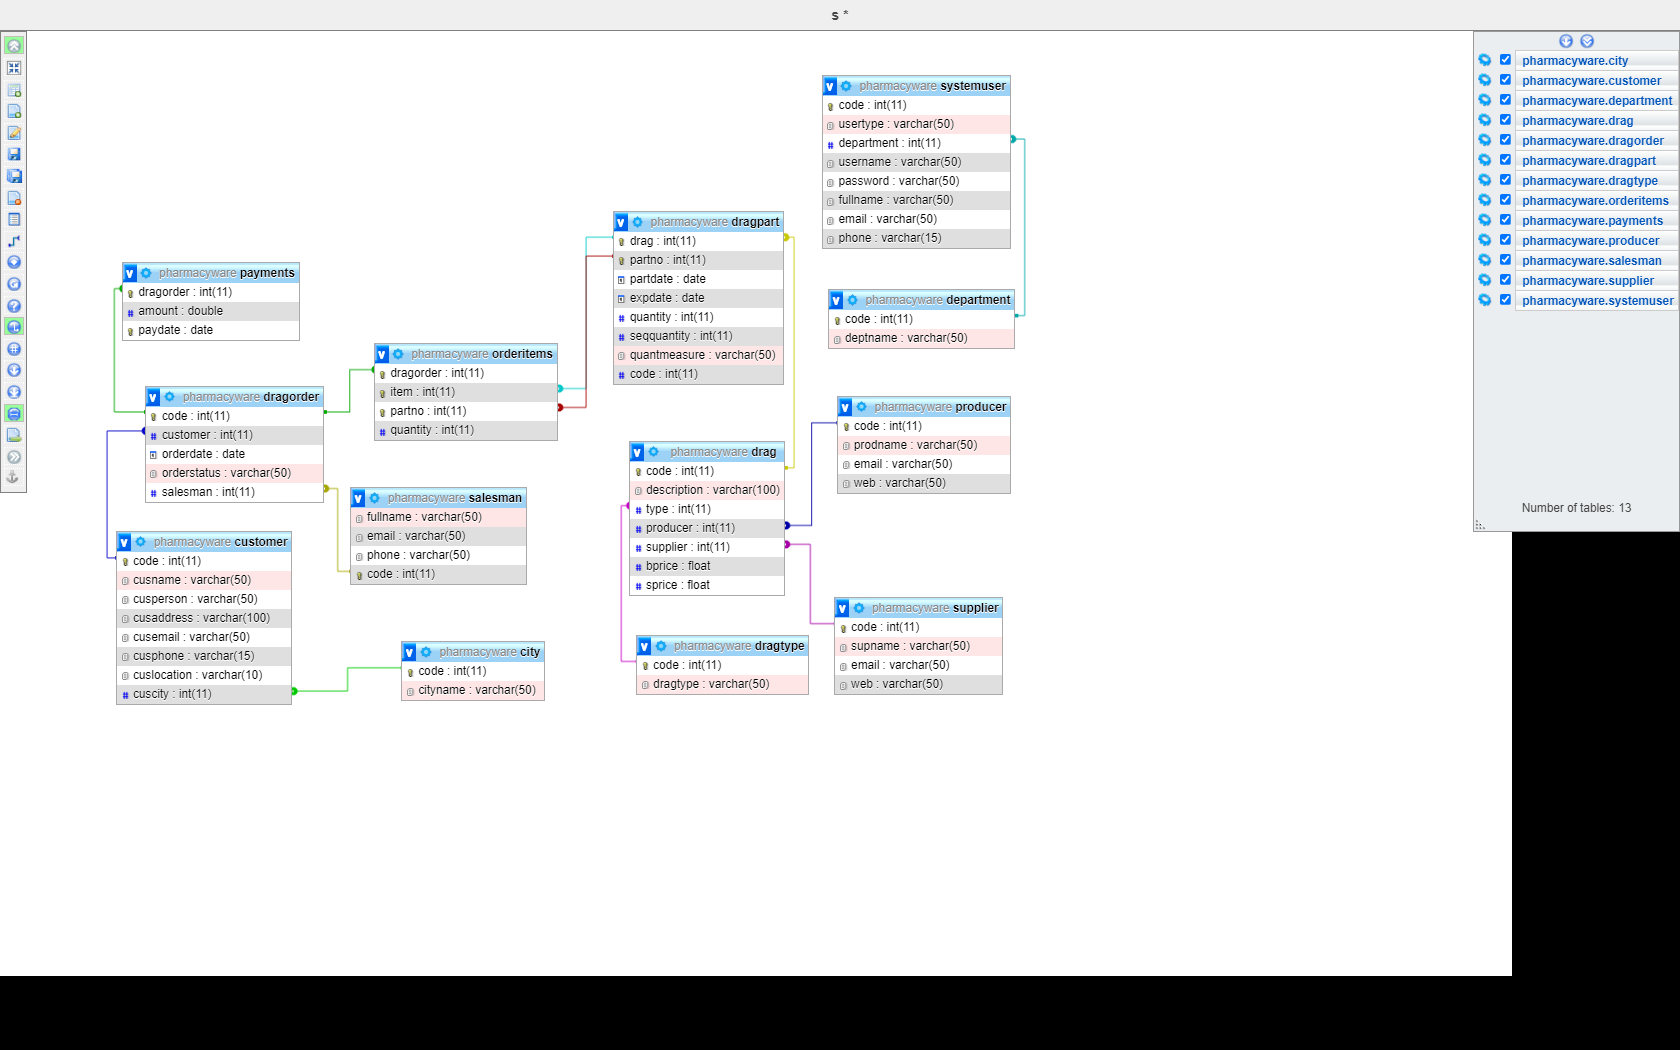 s *
pharmacyware systemuser
code : int(11)
usertype : varchar(50)
department : int(11)
username : varchar(50)
password : varchar(50)
fullname : varchar(50)
email : varchar(50)
phone : varchar(15)
pharmacyware dragpart
drag : int(11)
partno : int(11)
partdate : date
expdate : date
quantity : int(11)
seqquantity : int(11)
quantmeasure : varchar(50)
code : int(11)
pharmacyware payments
dragorder : int(11)
amount : double
paydate : date
pharmacyware department
code : int(11)
deptname : varchar(50)
pharmacyware orderitems
dragorder : int(11)
item : int(11)
partno : int(11)
quantity : int(11)
pharmacyware dragorder
code : int(11)
customer : int(11)
orderdate : date
orderstatus : varchar(50)
salesman : int(11)
pharmacyware producer
code : int(11)
prodname : varchar(50)
email : varchar(50)
web : varchar(50)
pharmacyware drag
code : int(11)
description : varchar(100)
type : int(11)
producer : int(11)
supplier : int(11)
bprice : float
sprice : float
pharmacyware salesman
fullname : varchar(50)
email : varchar(50)
phone : varchar(50)
code : int(11)
pharmacyware customer
code : int(11)
cusname : varchar(50)
cusperson : varchar(50)
cusaddress : varchar(100)
cusemail : varchar(50)
cusphone : varchar(15)
cuslocation : varchar(10)
cuscity : int(11)
pharmacyware city
code : int(11)
cityname : varchar(50)
pharmacyware dragtype
code : int(11)
dragtype : varchar(50)
pharmacyware supplier
code : int(11)
supname : varchar(50)
email : varchar(50)
web : varchar(50)
pharmacyware.city
pharmacyware.customer
pharmacyware.department
pharmacyware.drag
pharmacyware.dragorder
pharmacyware.dragpart
pharmacyware.dragtype
pharmacyware.orderitems
pharmacyware.payments
pharmacyware.producer
pharmacyware.salesman
pharmacyware.supplier
pharmacyware.systemuser
Number of tables: 13